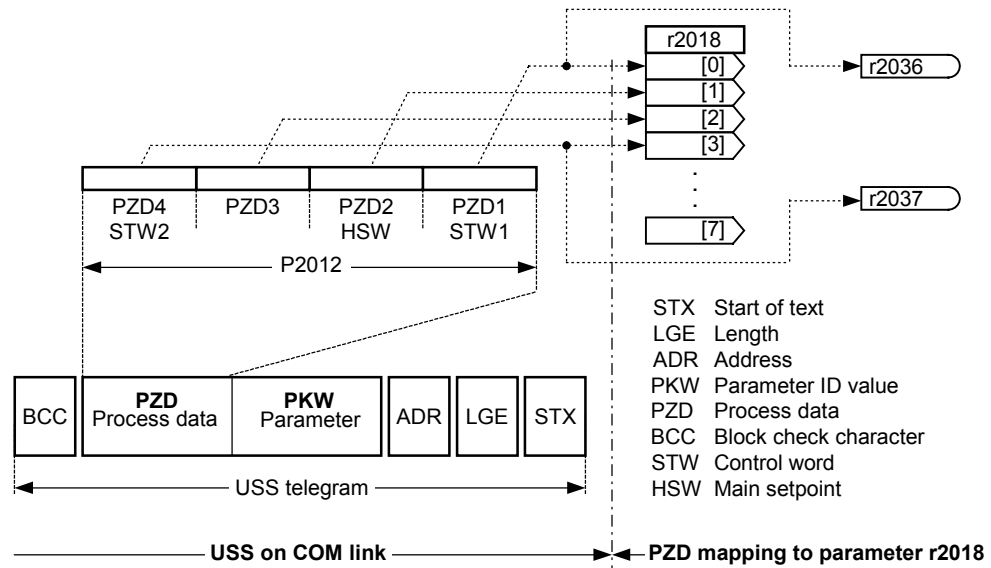 r2018
[0]
r2036
[1]
[2]
[3]
PZD4 PZD3 PZD2 PZD1
STW2 HSW STW1
r2037
[7]
P2012
STX Start of text
LGE Length
ADR Address
PKW Parameter ID value
PZD Process data
BCC Block check character
STW Control word
HSW Main setpoint
BCC PZD Process data PKW Parameter ADR LGE STX
USS telegram
USS on COM link PZD mapping to parameter r2018